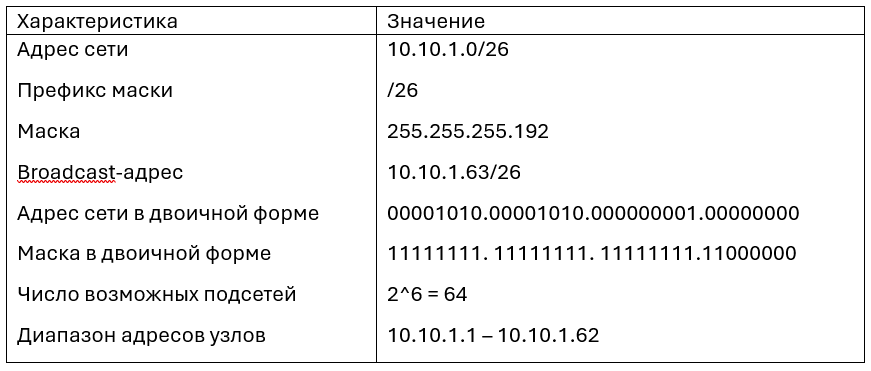 Характеристика Значение
Адрес сети 10.10.1.0/26
Префикс маски /26
Маска 255.255.255.192
Broadcast-адрес 10.10.1.63/26
Адрес сети в двоичной форме 00001010.00001010.000000001.00000000
Маска в двоичной форме 11111111. 11111111. 11111111.11000000
Число возможных подсетей 2^6 = 64
Диапазон адресов узлов 10.10.1.1 – 10.10.1.62